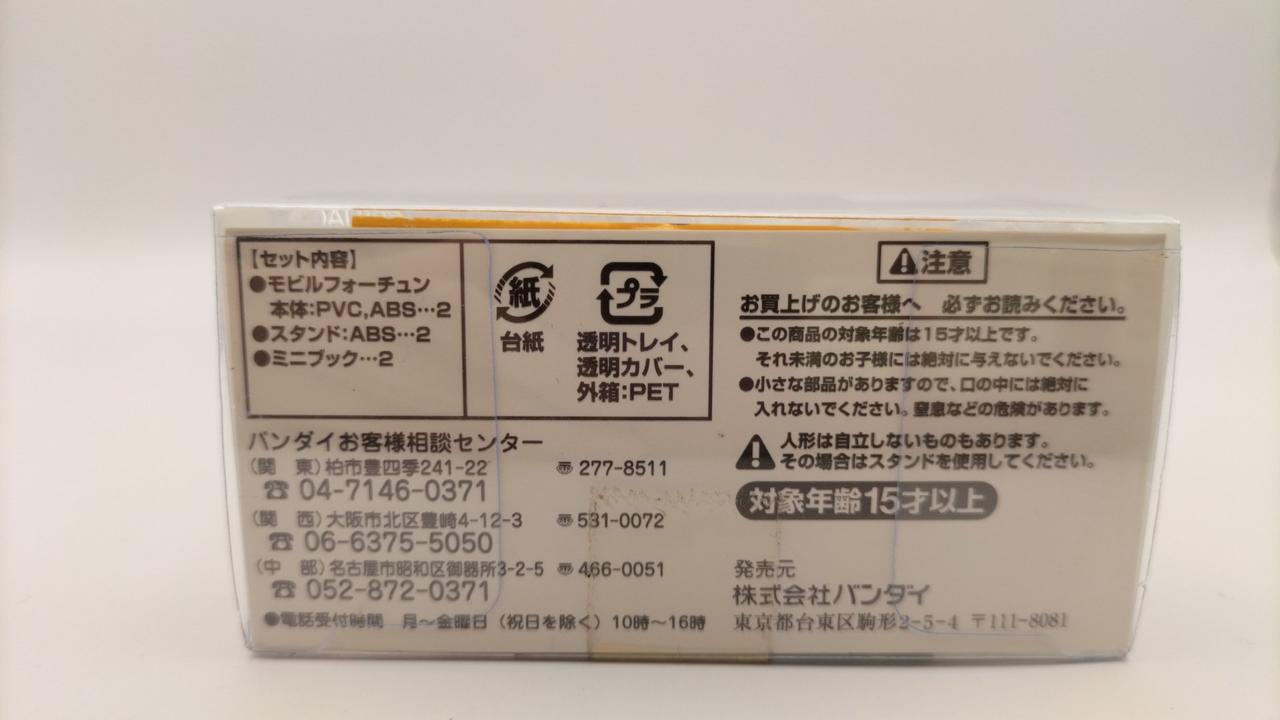 【セット内容】
●モビルフォーチュン
本体:PVC,ABS…2
●スタンド:ABS…2
●ミニブック…2
紙
台紙
プラ
透明トレイ、
透明カバー、
外箱:PET
バンダイお客様相談センター
(関 東)柏市豊四季241-22 〠277-8511
☎ 04-7146-0371
(関 西)大阪市北区豊崎4-12-3 〠531-0072
☎ 06-6375-5050
(中 部)名古屋市昭和区御器所3-2-5 〠466-0051
☎ 052-872-0371
●電話受付時間 月〜金曜日(祝日を除く)10時〜16時
⚠注意
お買上げのお客様へ 必ずお読みください。
●この商品の対象年齢は15才以上です。
それ未満のお子様には絶対に与えないでください。
●小さな部品がありますので、口の中には絶対に
入れないでください。窒息などの危険があります。
⚠人形は自立しないものもあります。
その場合はスタンドを使用してください。
対象年齢15才以上
発売元
株式会社バンダイ
東京都台東区駒形2-5-4 〒111-8081